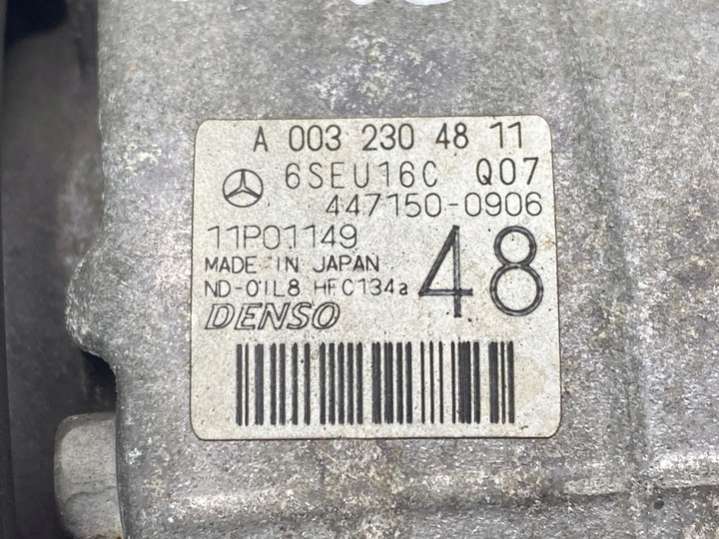 A 003 230 48 11
6SEU16C Q07
447150-0906
11P01149
MADE IN JAPAN
ND-OIL8 HFC134a
48
DENSO